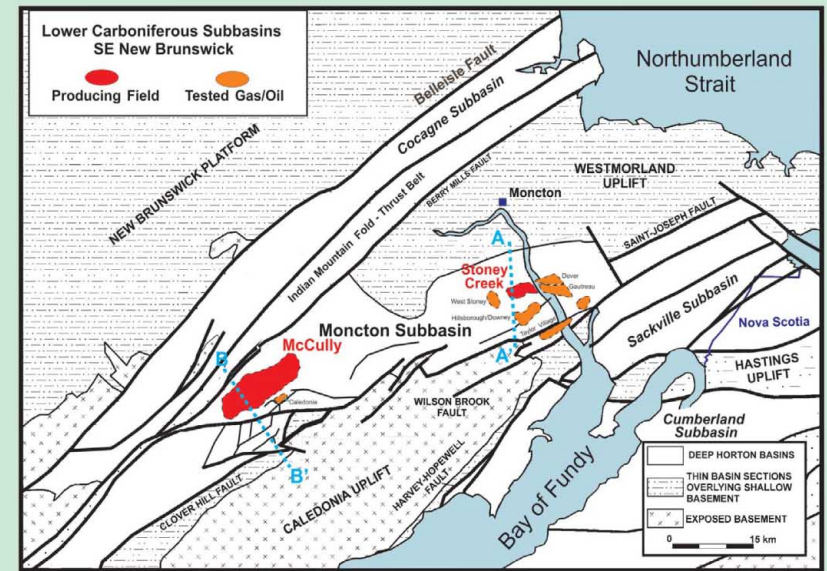 Lower Carboniferous Subbasins
SE New Brunswick
Producing Field
Tested Gas/Oil
Northumberland
Strait
Belleisle Fault
Cocagne Subbasin
NEW BRUNSWICK PLATFORM
Indian Mountain Fold - Thrust Belt
BERRY MILLS FAULT
WESTMORLAND
UPLIFT
Moncton
SAINT-JOSEPH FAULT
A
Stoney
Creek
Dover
Gautreau
West Stoney
Hillsborough/Downey
Taylor Village
Sackville Subbasin
Nova Scotia
Moncton Subbasin
McCully
B
A'
HASTINGS
UPLIFT
WILSON BROOK
FAULT
Caledonia
Cumberland
Subbasin
B'
CLOVER HILL FAULT
CALEDONIA UPLIFT
HARVEY-HOPEWELL
FAULT
Bay of Fundy
DEEP HORTON BASINS
THIN BASIN SECTIONS
OVERLYING SHALLOW
BASEMENT
EXPOSED BASEMENT
0 15 km